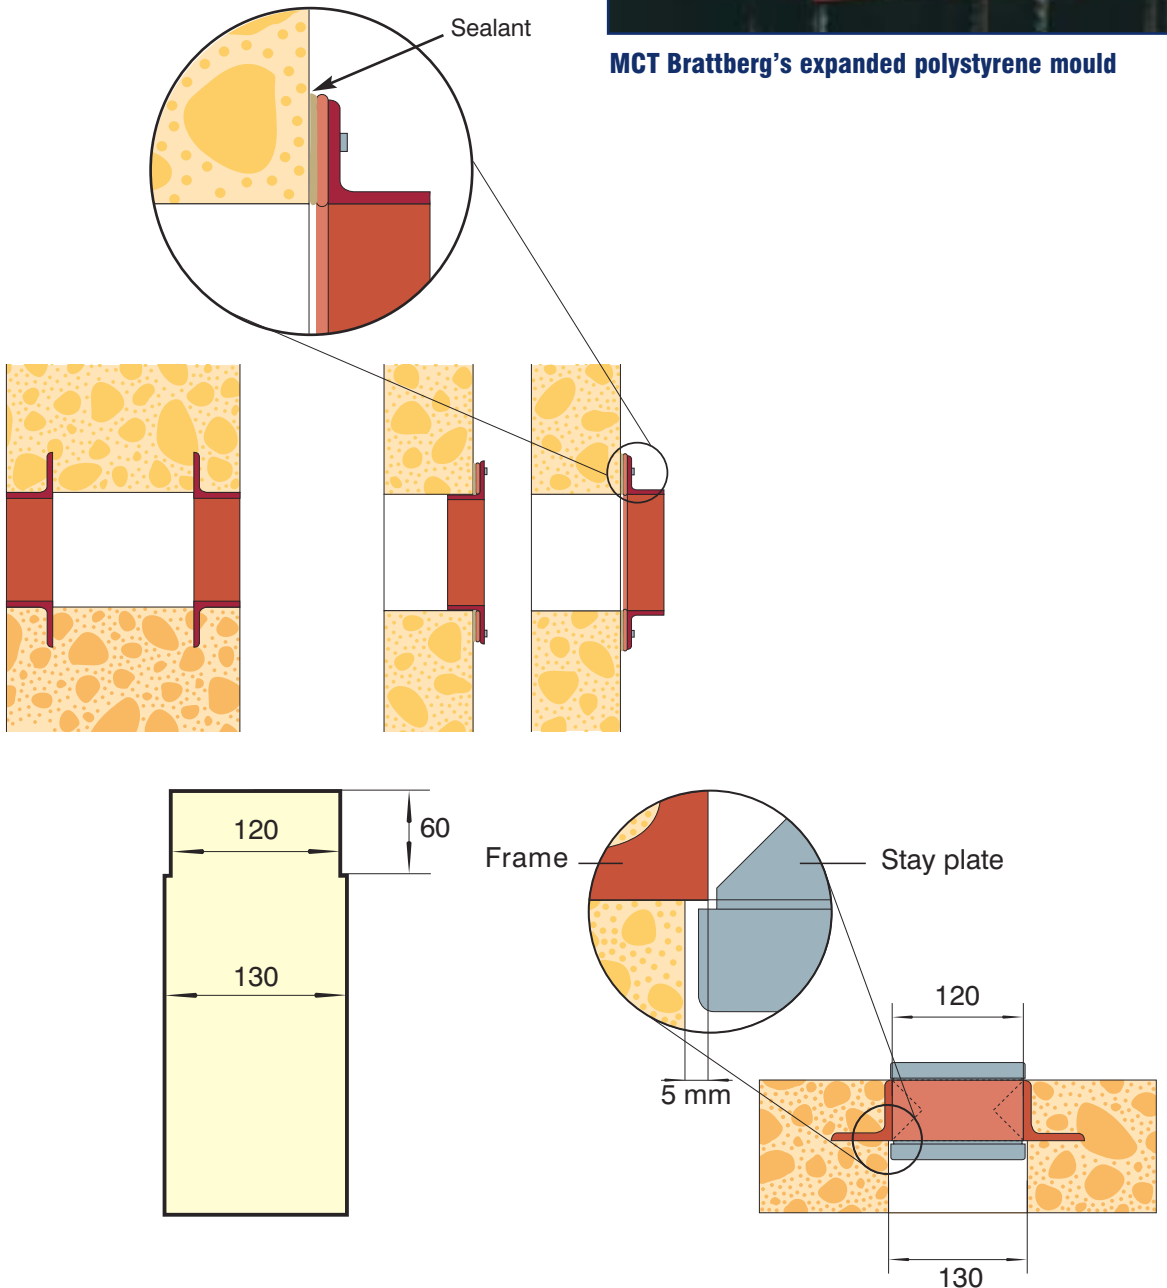 Sealant
MCT Brattberg's expanded polystyrene mould
120
60
130
Frame
Stay plate
5 mm
120
130